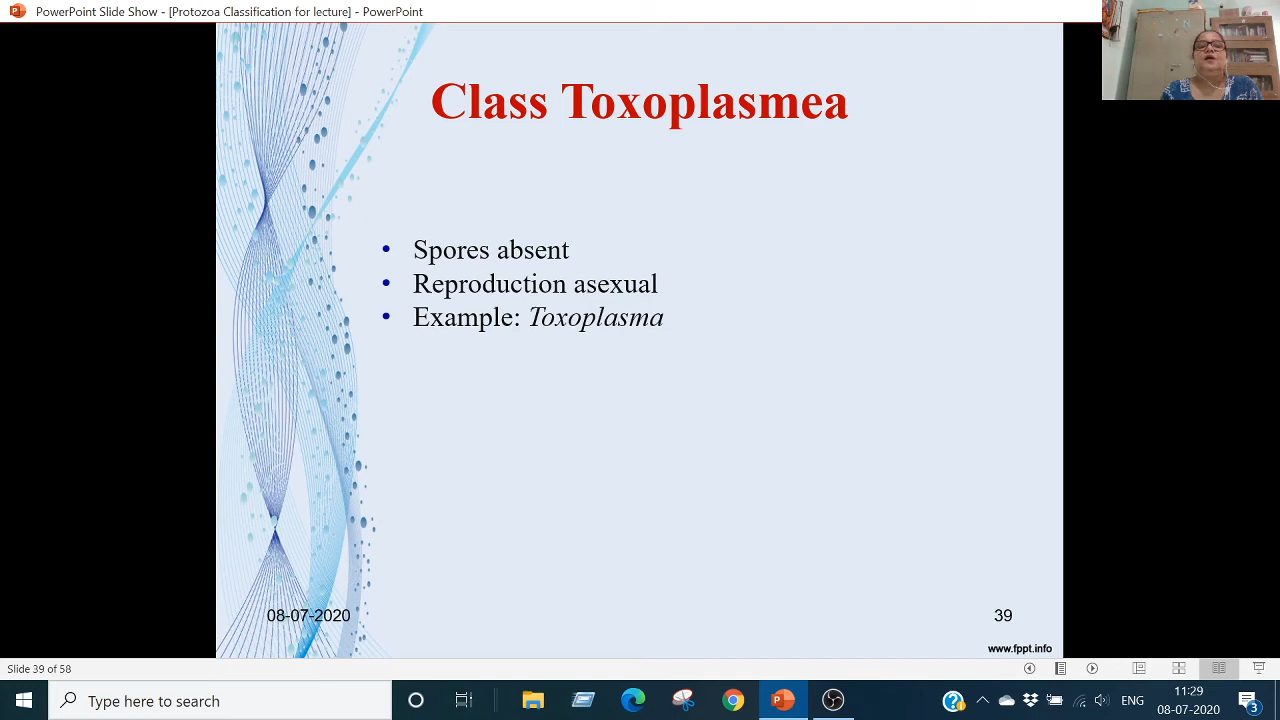 PowerPoint Slide Show - [Protozoa Classification for lecture] - PowerPoint
Class Toxoplasmea
• Spores absent
• Reproduction asexual
• Example: Toxoplasma
08-07-2020
39
www.fppt.info
Slide 39 of 58
Type here to search
ENG
11:29
08-07-2020
3